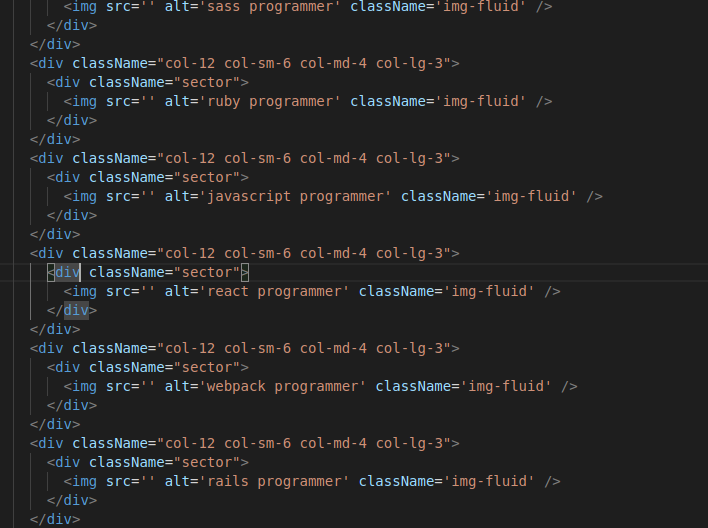 <img src='' alt='sass programmer' className='img-fluid' />
</div>
</div>
<div className="col-12 col-sm-6 col-md-4 col-lg-3">
<div className="sector">
<img src='' alt='ruby programmer' className='img-fluid' />
</div>
</div>
<div className="col-12 col-sm-6 col-md-4 col-lg-3">
<div className="sector">
<img src='' alt='javascript programmer' className='img-fluid' />
</div>
</div>
<div className="col-12 col-sm-6 col-md-4 col-lg-3">
<div className="sector">
<img src='' alt='react programmer' className='img-fluid' />
</div>
</div>
<div className="col-12 col-sm-6 col-md-4 col-lg-3">
<div className="sector">
<img src='' alt='webpack programmer' className='img-fluid' />
</div>
</div>
<div className="col-12 col-sm-6 col-md-4 col-lg-3">
<div className="sector">
<img src='' alt='rails programmer' className='img-fluid' />
</div>
</div>